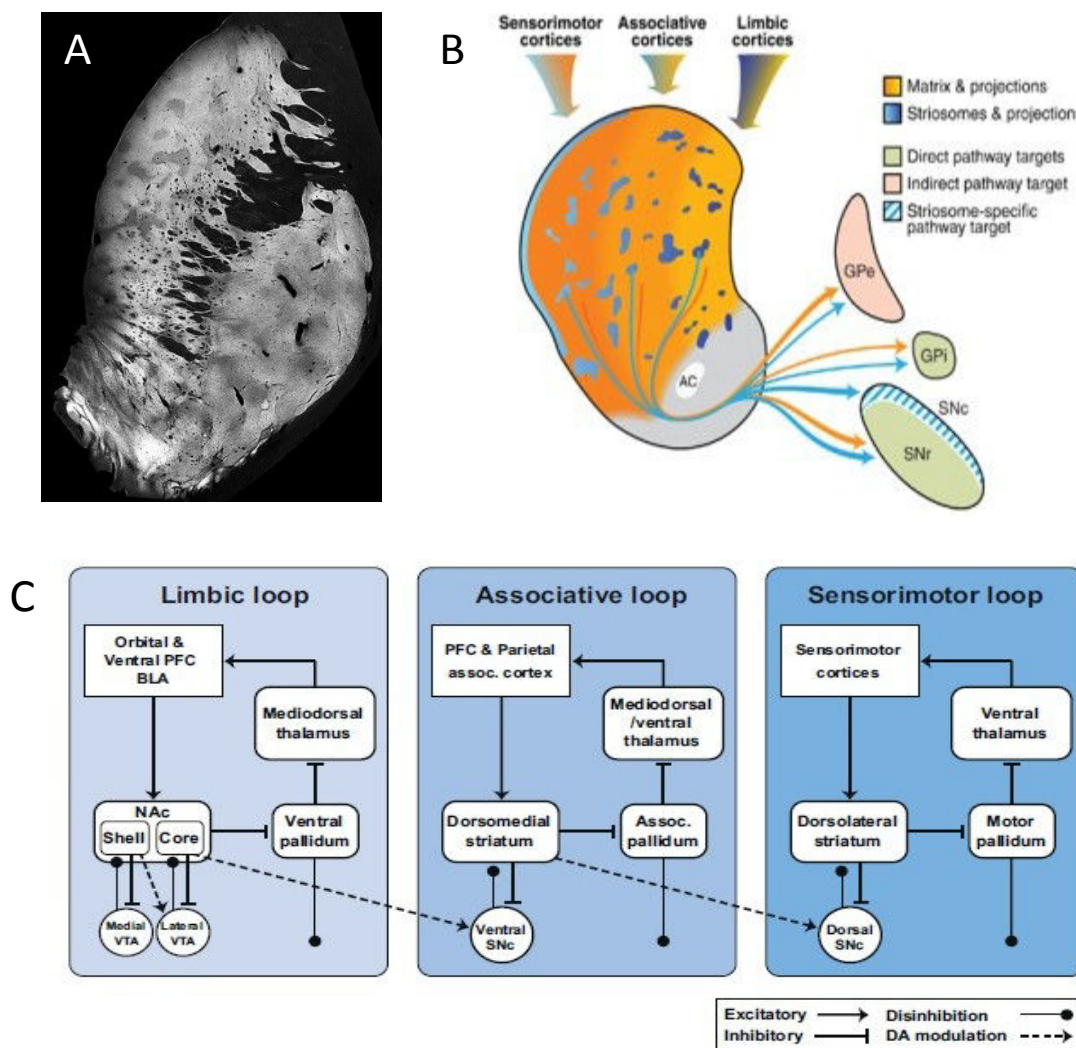 A
B
Sensorimotor
cortices
Associative
cortices
Limbic
cortices
Matrix & projections
Striosomes & projection
Direct pathway targets
Indirect pathway target
Striosome-specific
pathway target
GPe
GPi
AC
SNc
SNr
C
Limbic loop
Orbital &
Ventral PFC
BLA
Mediodorsal
thalamus
NAc
Shell
Core
Ventral
pallidum
Medial
VTA
Lateral
VTA
Associative loop
PFC & Parietal
assoc. cortex
Mediodorsal
/ventral
thalamus
Dorsomedial
striatum
Assoc.
pallidum
Ventral
SNc
Sensorimotor loop
Sensorimotor
cortices
Ventral
thalamus
Dorsolateral
striatum
Motor
pallidum
Dorsal
SNc
Excitatory
Disinhibition
Inhibitory
DA modulation